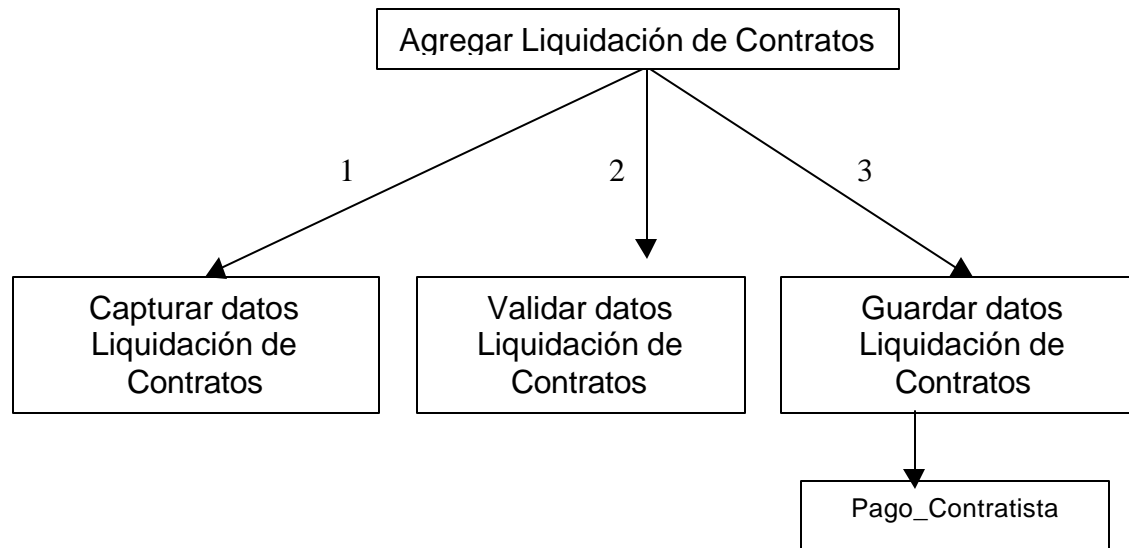 Agregar Liquidación de Contratos
1
2
3
Capturar datos
Liquidación de
Contratos
Validar datos
Liquidación de
Contratos
Guardar datos
Liquidación de
Contratos
Pago_Contratista